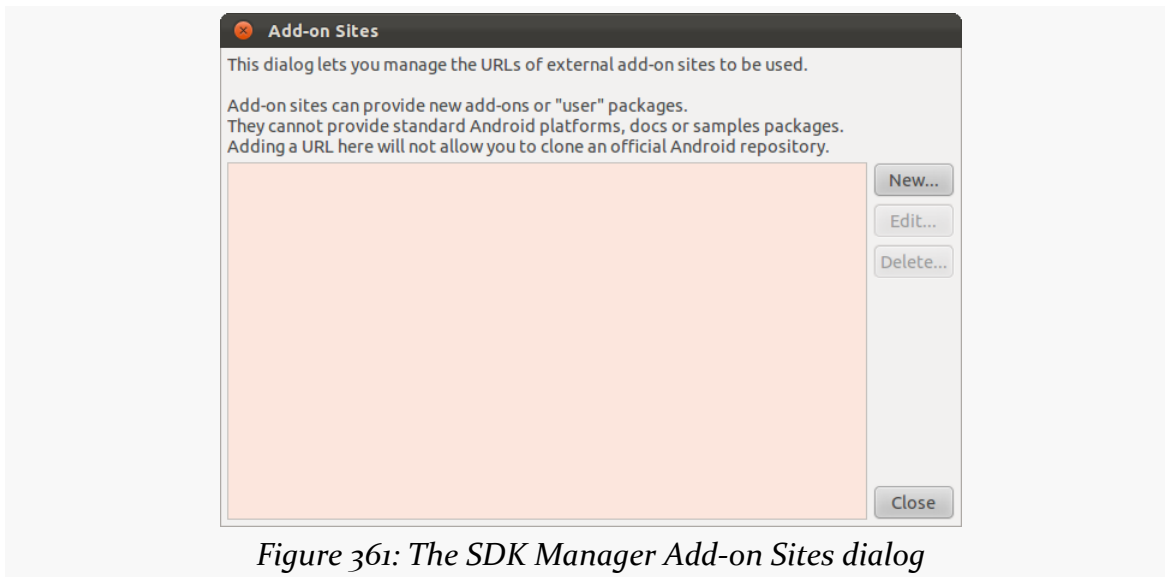 Add-on Sites
This dialog lets you manage the URLs of external add-on sites to be used.
Add-on sites can provide new add-ons or "user" packages.
They cannot provide standard Android platforms, docs or samples packages.
Adding a URL here will not allow you to clone an official Android repository.
New...
Edit...
Delete...
Close
Figure 361: The SDK Manager Add-on Sites dialog